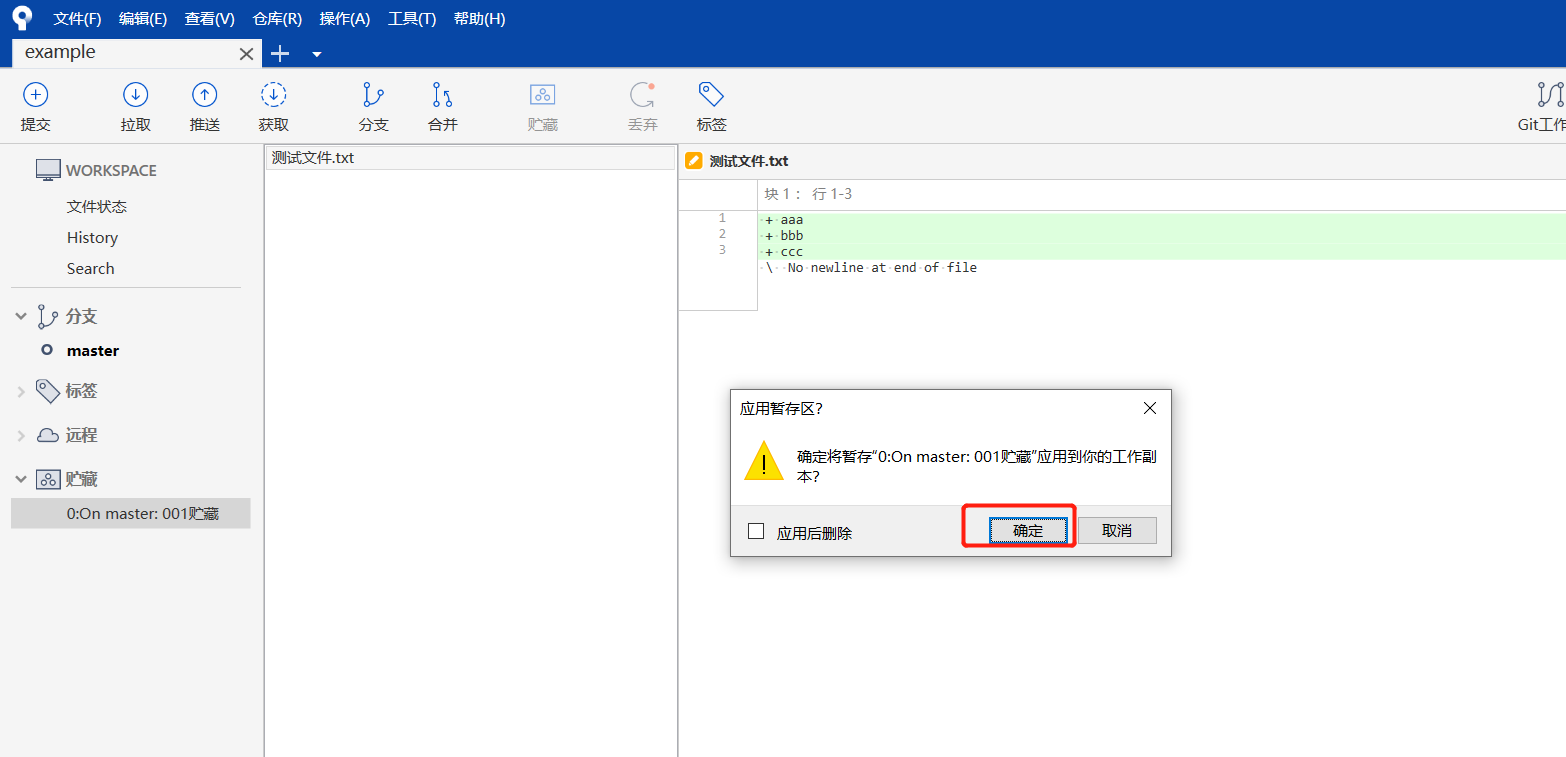 文件(F) 编辑(E) 查看(V) 仓库(R) 操作(A) 工具(T) 帮助(H)
example
提交 拉取 推送 获取 分支 合并 贮藏 丢弃 标签 Git工作
WORKSPACE
文件状态
History
Search
分支
master
标签
远程
贮藏
0:On master: 001贮藏
测试文件.txt
测试文件.txt
块 1 : 行 1-3
1 + aaa
2 + bbb
3 + ccc
\ No newline at end of file
应用暂存区?
确定将暂存“0:On master: 001贮藏”应用到你的工作副
本?
应用后删除
确定 取消